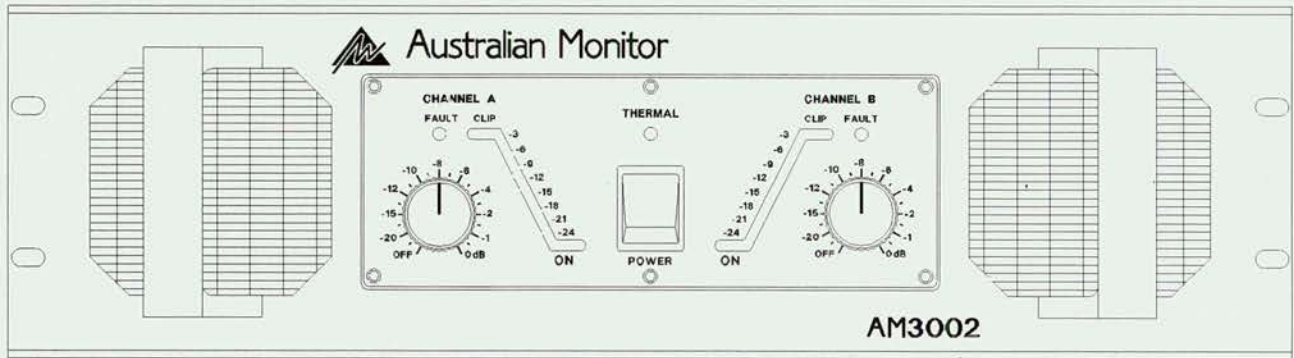 Australian Monitor
CHANNEL A
FAULT CLIP
-3
-6
-9
-12
-15
-18
-21
-24
ON
OFF
-20
-15
-12
-10
-8
-6
-4
-2
-1
0dB
THERMAL
POWER
CHANNEL B
CLIP FAULT
-3
-6
-9
-12
-15
-18
-21
-24
ON
OFF
-20
-15
-12
-10
-8
-6
-4
-2
-1
0dB
AM3002